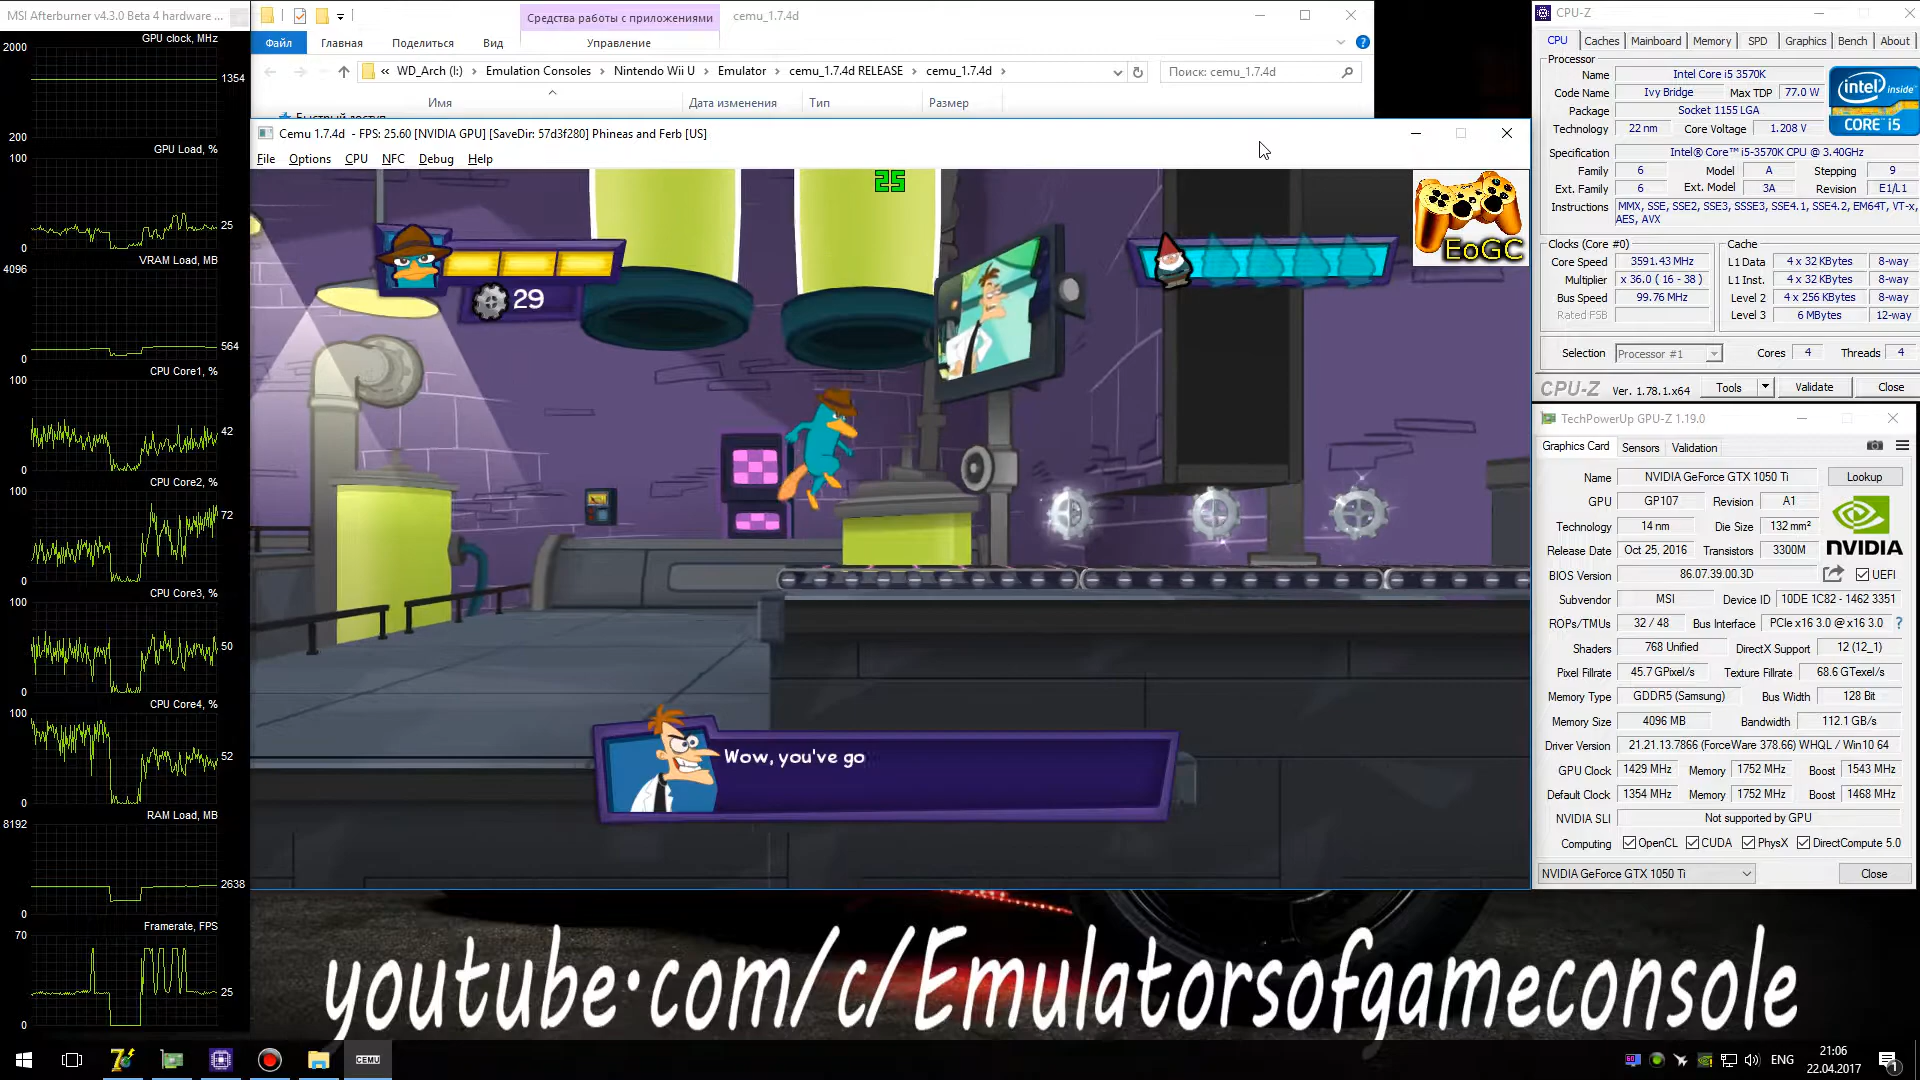 MSI Afterburner v4.3.0 Beta 4 hardware ...
GPU clock, MHz
2000
1354
200
GPU Load, %
100
25
0
VRAM Load, MB
4096
564
0
CPU Core1, %
100
42
0
CPU Core2, %
100
72
0
CPU Core3, %
100
50
0
CPU Core4, %
100
52
0
RAM Load, MB
8192
2638
0
Framerate, FPS
70
25
0
Средства работы с приложениями
cemu_1.7.4d
Файл Главная Поделиться Вид Управление
« WD_Arch (I:) › Emulation Consoles › Nintendo Wii U › Emulator › cemu_1.7.4d RELEASE › cemu_1.7.4d ›
Поиск: cemu_1.7.4d
Имя Дата изменения Тип Размер
Cemu 1.7.4d - FPS: 25.60 [NVIDIA GPU] [SaveDir: 57d3f280] Phineas and Ferb [US]
File Options CPU NFC Debug Help
25
29
EoGC
Wow, you've go
youtube.com/c/Emulatorsofgameconsole
CPU-Z
CPU Caches Mainboard Memory SPD Graphics Bench About
Processor
Name Intel Core i5 3570K
Code Name Ivy Bridge Max TDP 77.0 W
Package Socket 1155 LGA
Technology 22 nm Core Voltage 1.208 V
intel inside
CORE i5
Specification Intel® Core™ i5-3570K CPU @ 3.40GHz
Family 6 Model A Stepping 9
Ext. Family 6 Ext. Model 3A Revision E1/L1
Instructions MMX, SSE, SSE2, SSE3, SSSE3, SSE4.1, SSE4.2, EM64T, VT-x,
AES, AVX
Clocks (Core #0)
Core Speed 3591.43 MHz
Multiplier x 36.0 ( 16 - 38 )
Bus Speed 99.76 MHz
Rated FSB
Cache
L1 Data 4 x 32 KBytes 8-way
L1 Inst. 4 x 32 KBytes 8-way
Level 2 4 x 256 KBytes 8-way
Level 3 6 MBytes 12-way
Selection Processor #1 Cores 4 Threads 4
CPU-Z Ver. 1.78.1.x64 Tools Validate Close
TechPowerUp GPU-Z 1.19.0
Graphics Card Sensors Validation
Name NVIDIA GeForce GTX 1050 Ti Lookup
GPU GP107 Revision A1
Technology 14 nm Die Size 132 mm²
Release Date Oct 25, 2016 Transistors 3300M
NVIDIA
BIOS Version 86.07.39.00.3D UEFI
Subvendor MSI Device ID 10DE 1C82 - 1462 3351
ROPs/TMUs 32 / 48 Bus Interface PCIe x16 3.0 @ x16 3.0 ?
Shaders 768 Unified DirectX Support 12 (12_1)
Pixel Fillrate 45.7 GPixel/s Texture Fillrate 68.6 GTexel/s
Memory Type GDDR5 (Samsung) Bus Width 128 Bit
Memory Size 4096 MB Bandwidth 112.1 GB/s
Driver Version 21.21.13.7866 (ForceWare 378.66) WHQL / Win10 64
GPU Clock 1429 MHz Memory 1752 MHz Boost 1543 MHz
Default Clock 1354 MHz Memory 1752 MHz Boost 1468 MHz
NVIDIA SLI Not supported by GPU
Computing OpenCL CUDA PhysX DirectCompute 5.0
NVIDIA GeForce GTX 1050 Ti Close
CEMU
60
ENG
21:06
22.04.2017
1